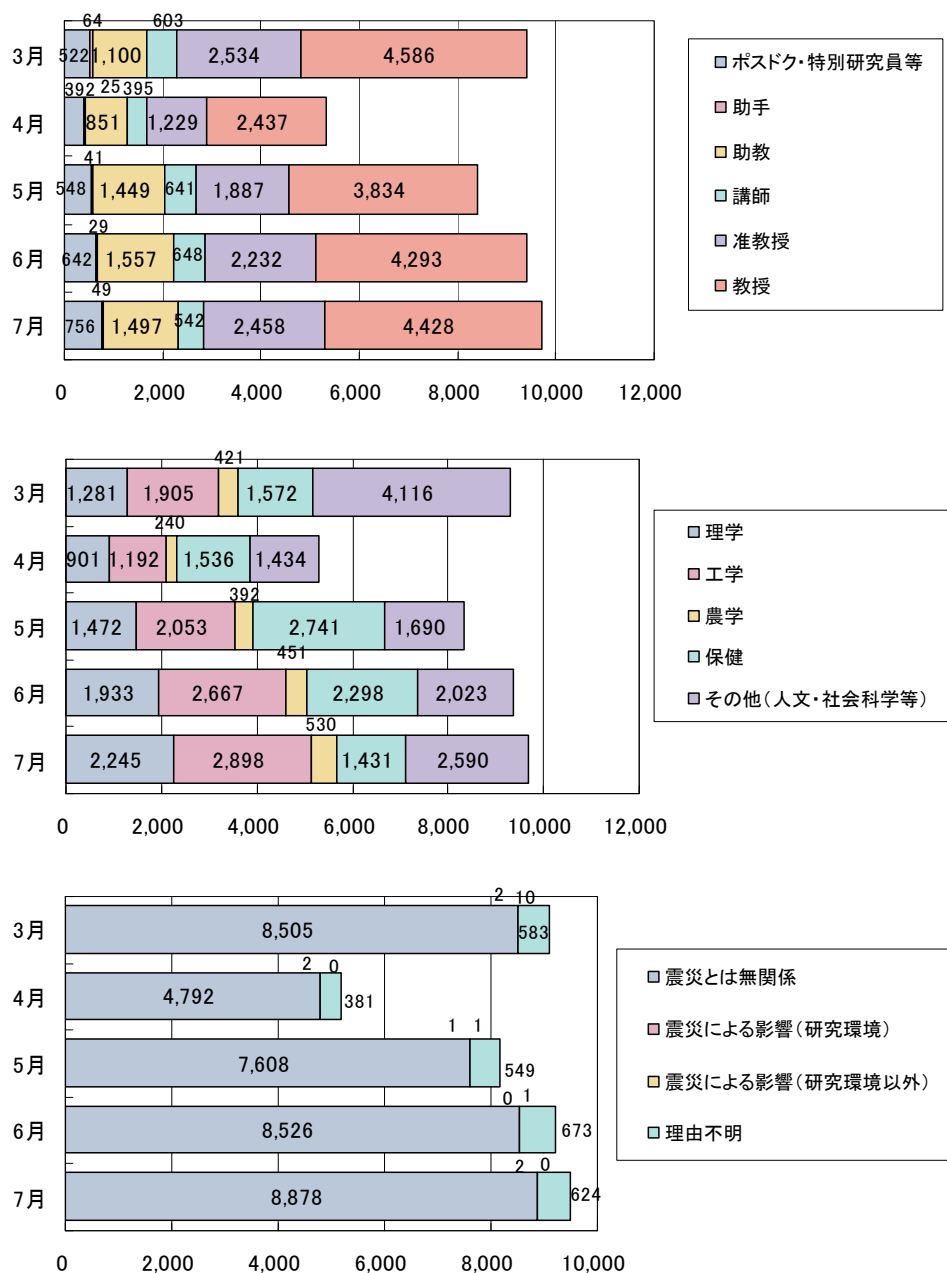 64 603
3月 522 1,100 2,534 4,586
392 25 395
4月 851 1,229 2,437
41
5月 548 1,449 641 1,887 3,834
29
6月 642 1,557 648 2,232 4,293
49
7月 756 1,497 542 2,458 4,428
0 2,000 4,000 6,000 8,000 10,000 12,000
ポスドク・特別研究員等
助手
助教
講師
准教授
教授
421
3月 1,281 1,905 1,572 4,116
240
4月 901 1,192 1,536 1,434
392
5月 1,472 2,053 2,741 1,690
451
6月 1,933 2,667 2,298 2,023
530
7月 2,245 2,898 1,431 2,590
0 2,000 4,000 6,000 8,000 10,000 12,000
理学
工学
農学
保健
その他(人文・社会科学等)
2 10
3月 8,505 583
2 0
4月 4,792 381
1 1
5月 7,608 549
0 1
6月 8,526 673
2 0
7月 8,878 624
0 2,000 4,000 6,000 8,000 10,000
震災とは無関係
震災による影響(研究環境)
震災による影響(研究環境以外)
理由不明